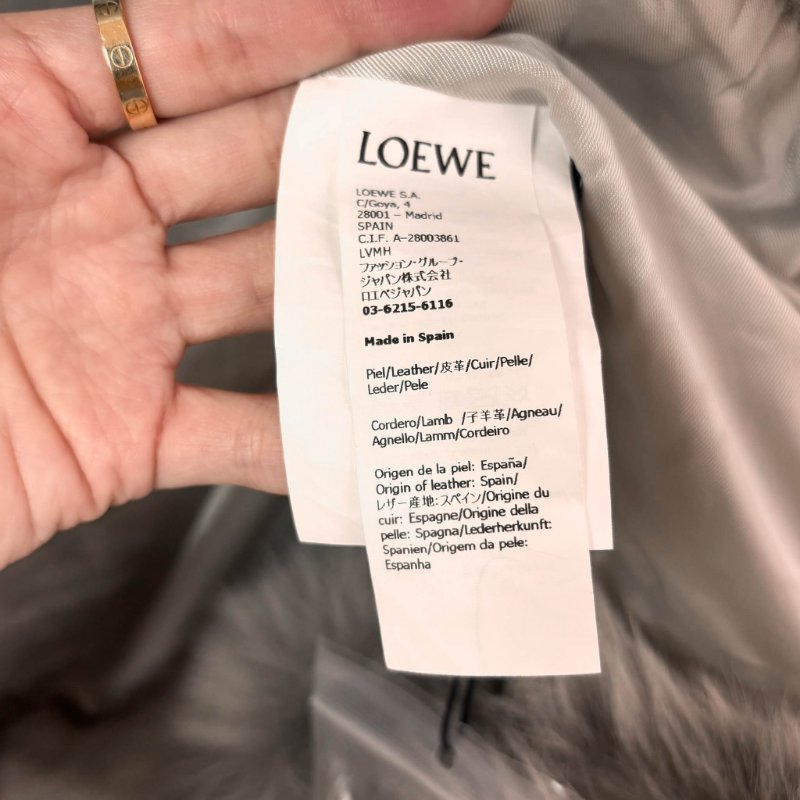 LOEWE
LOEWE S.A.
C/Goya, 4
28001 – Madrid
SPAIN
C.I.F. A-28003861
LVMH
ファッション・グループ・
ジャパン株式会社
ロエベジャパン
03-6215-6116
Made in Spain
Piel/Leather/皮革/Cuir/Pelle/
Leder/Pele
Cordero/Lamb /子羊革/Agneau/
Agnello/Lamm/Cordeiro
Origen de la piel: España/
Origin of leather: Spain/
レザー産地:スペイン/Origine du
cuir: Espagne/Origine della
pelle: Spagna/Lederherkunft:
Spanien/Origem da pele:
Espanha